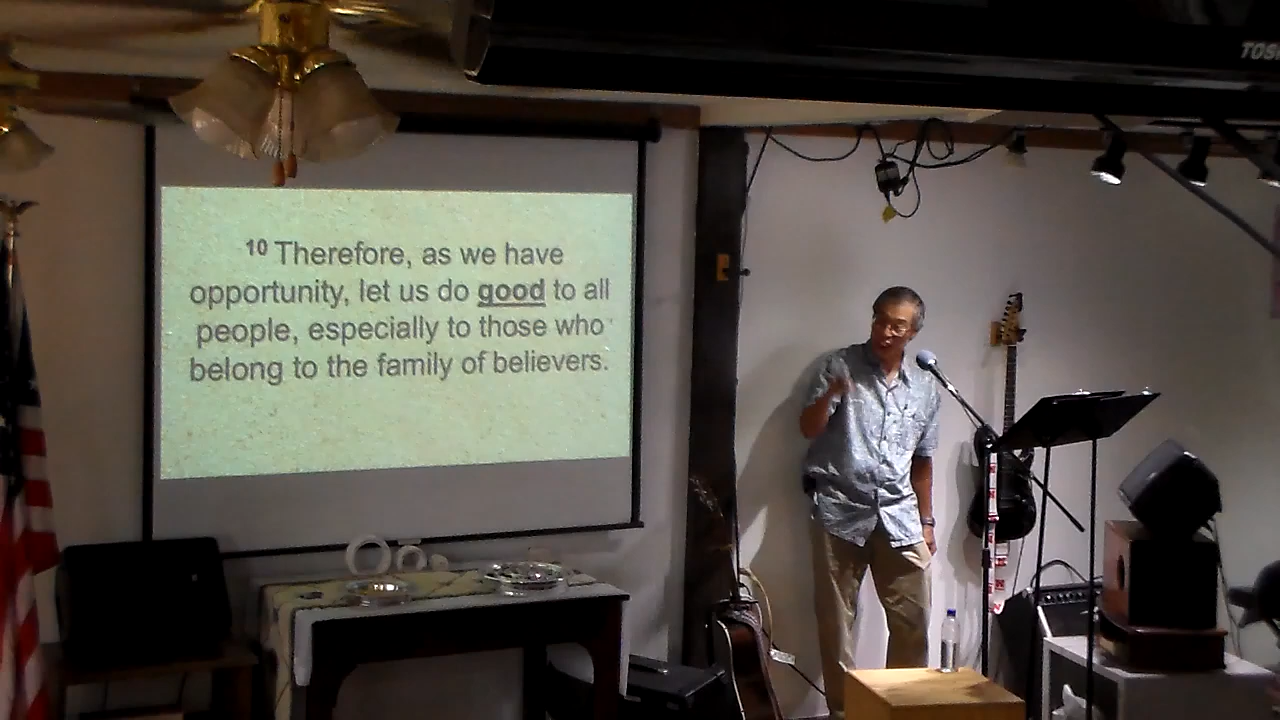 10 Therefore, as we have
opportunity, let us do good to all
people, especially to those who
belong to the family of believers.